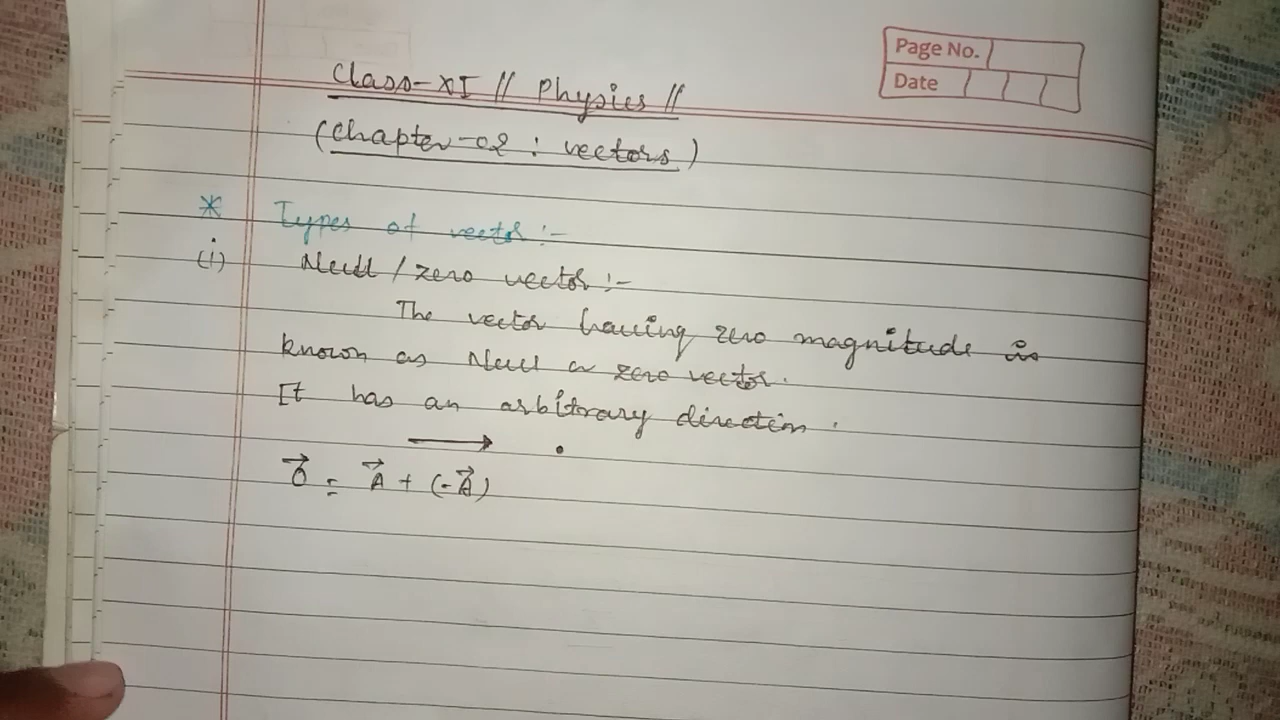 Page No.
Date
Class-XI // Physics //
(Chapter-02 : vectors)
* Types of vector :-
(i) Null / zero vector :-
The vector having zero magnitude is
known as Null or zero vector.
It has an arbitrary direction.
→ .
0⃗ = A⃗ + (-A⃗)